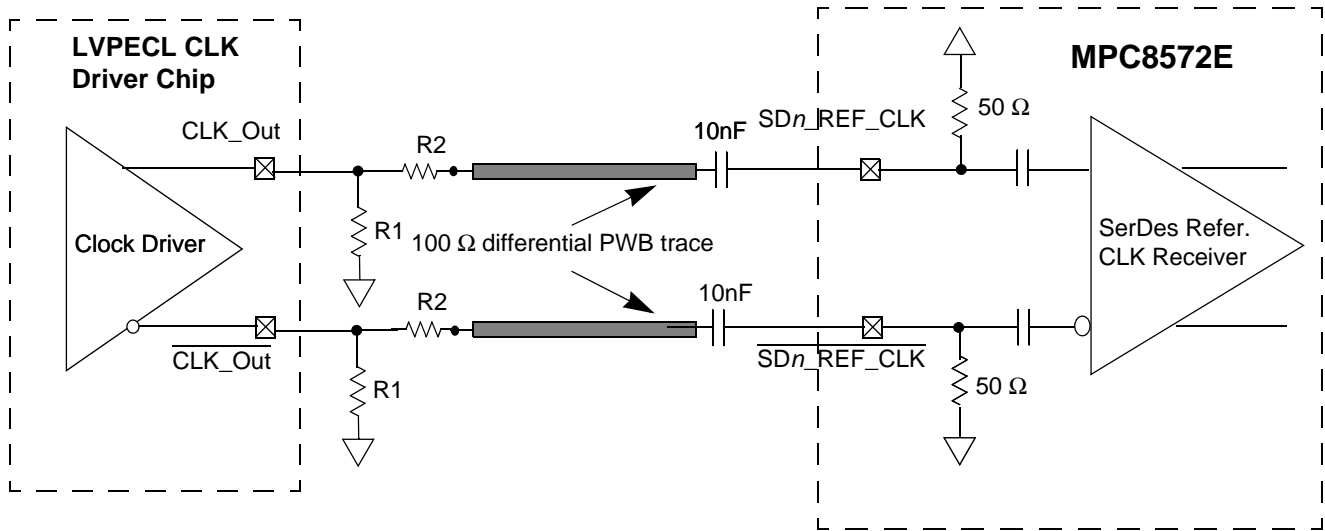 LVPECL CLK
Driver Chip
MPC8572E
CLK_Out
R2
10nF
SDn_REF_CLK
50 Ω
Clock Driver
R1
100 Ω differential PWB trace
SerDes Refer.
CLK Receiver
R2
10nF
CLK_Out
SDn_REF_CLK
R1
50 Ω